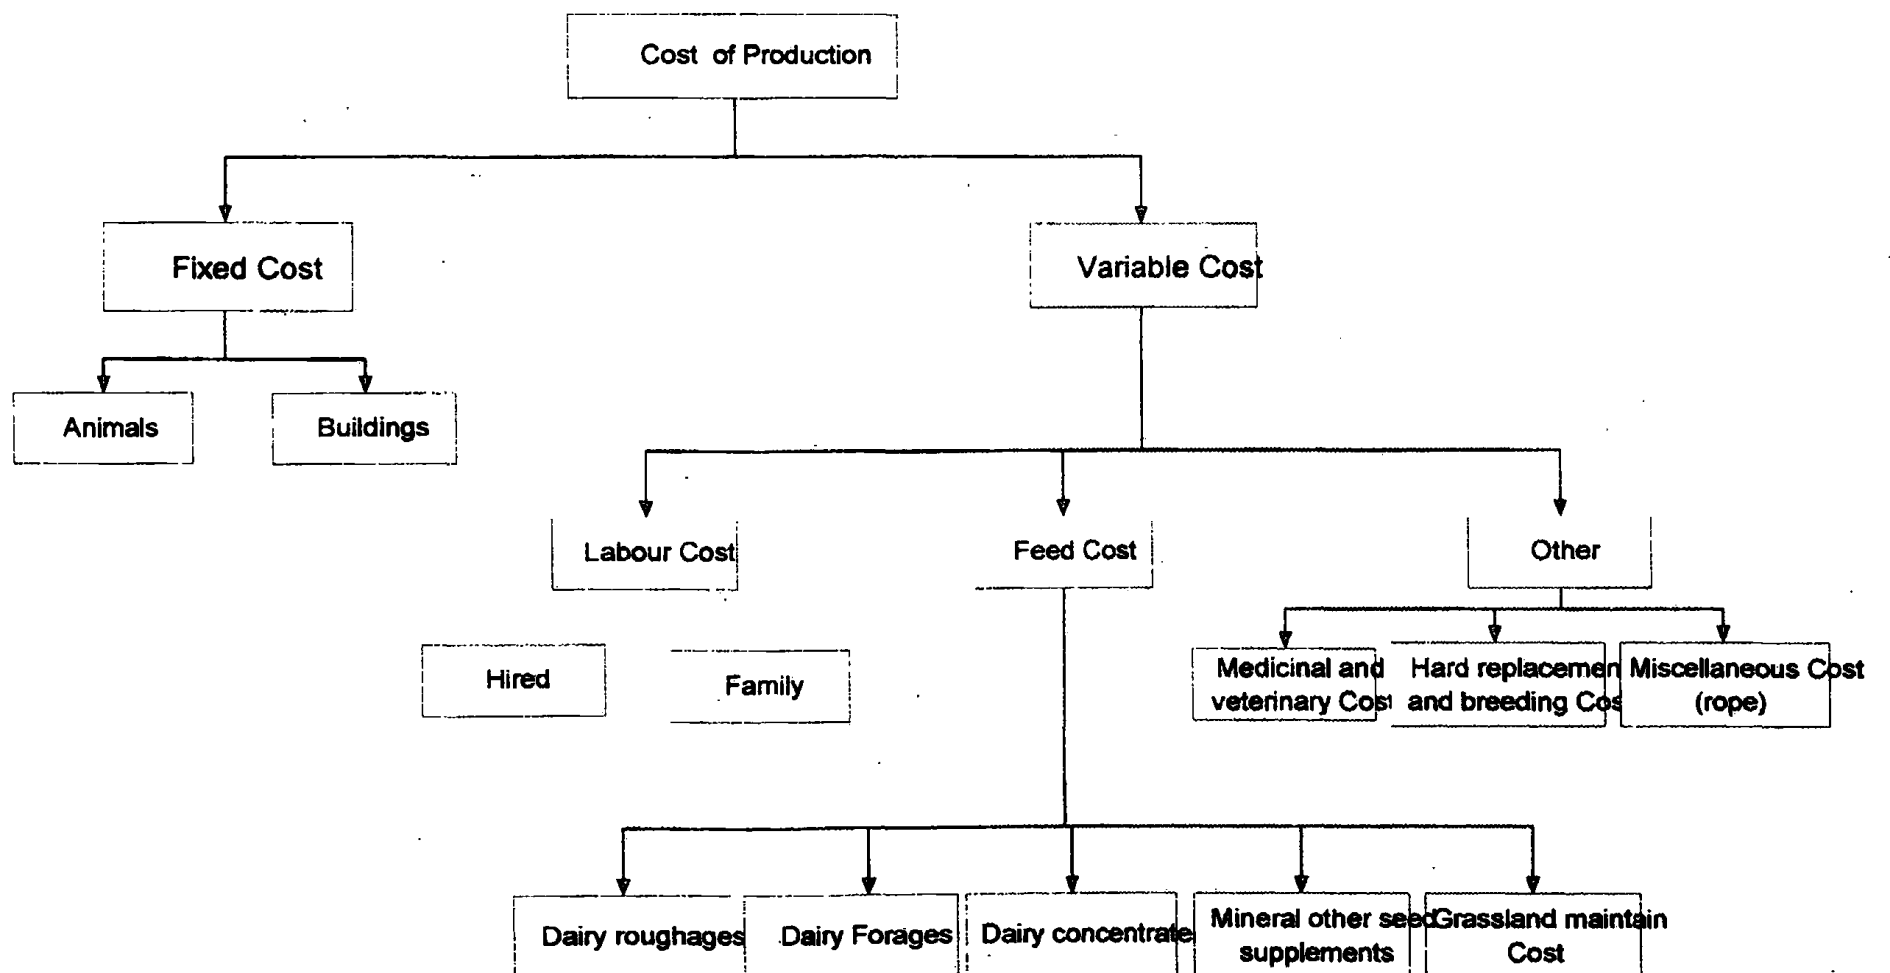 Cost of Production
Fixed Cost
Variable Cost
Animals
Buildings
Labour Cost
Feed Cost
Other
Hired
Family
Medicinal and
veterinary Cost
Hard replacemen
and breeding Cos
Miscellaneous Cost
(rope)
Dairy roughages
Dairy Forages
Dairy concentrate
Mineral other seed
supplements
Grassland maintain
Cost